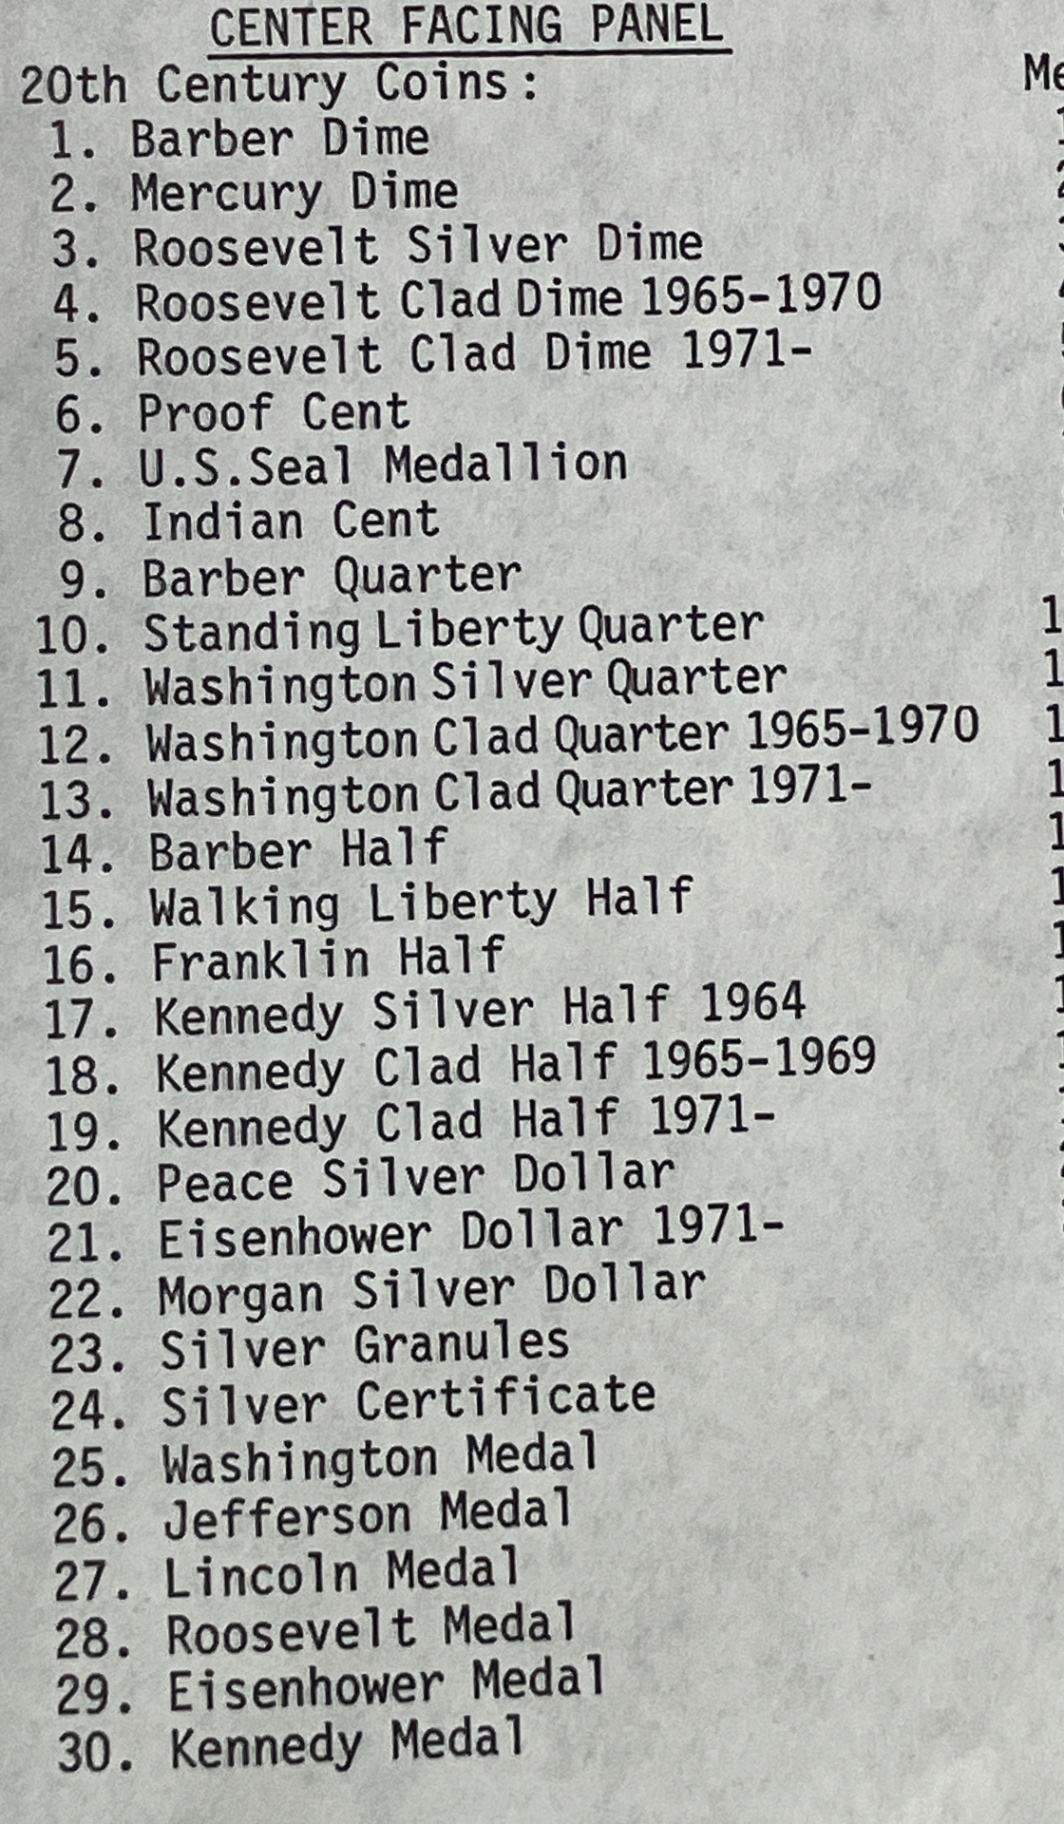 CENTER FACING PANEL
20th Century Coins:
1. Barber Dime
2. Mercury Dime
3. Roosevelt Silver Dime
4. Roosevelt Clad Dime 1965-1970
5. Roosevelt Clad Dime 1971-
6. Proof Cent
7. U.S.Seal Medallion
8. Indian Cent
9. Barber Quarter
10. Standing Liberty Quarter
11. Washington Silver Quarter
12. Washington Clad Quarter 1965-1970
13. Washington Clad Quarter 1971-
14. Barber Half
15. Walking Liberty Half
16. Franklin Half
17. Kennedy Silver Half 1964
18. Kennedy Clad Half 1965-1969
19. Kennedy Clad Half 1971-
20. Peace Silver Dollar
21. Eisenhower Dollar 1971-
22. Morgan Silver Dollar
23. Silver Granules
24. Silver Certificate
25. Washington Medal
26. Jefferson Medal
27. Lincoln Medal
28. Roosevelt Medal
29. Eisenhower Medal
30. Kennedy Medal